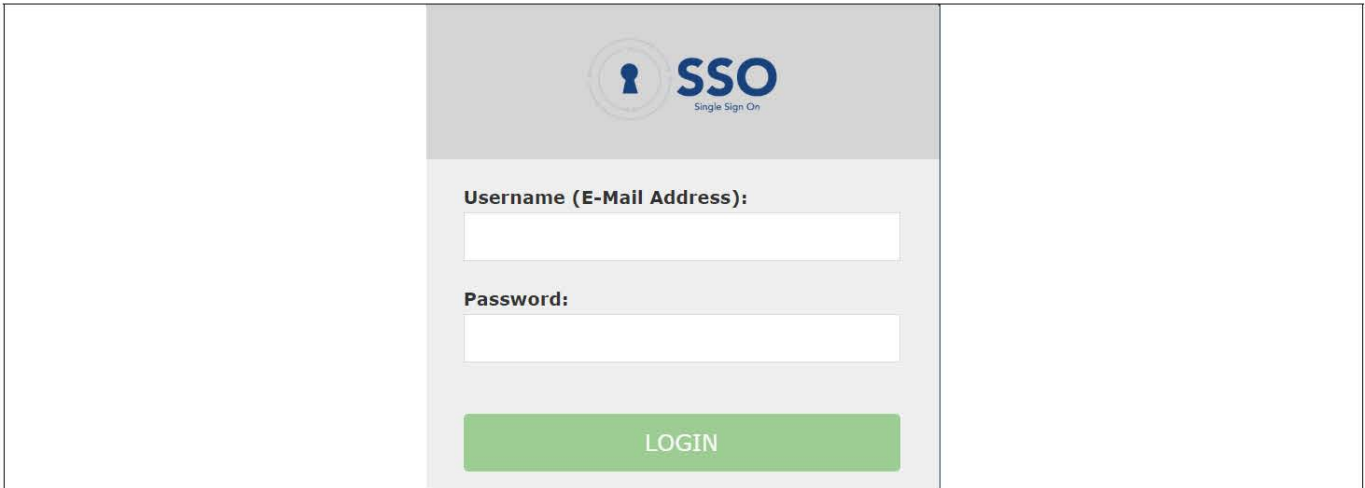 SSO
Single Sign On
Username (E-Mail Address):
Password:
LOGIN